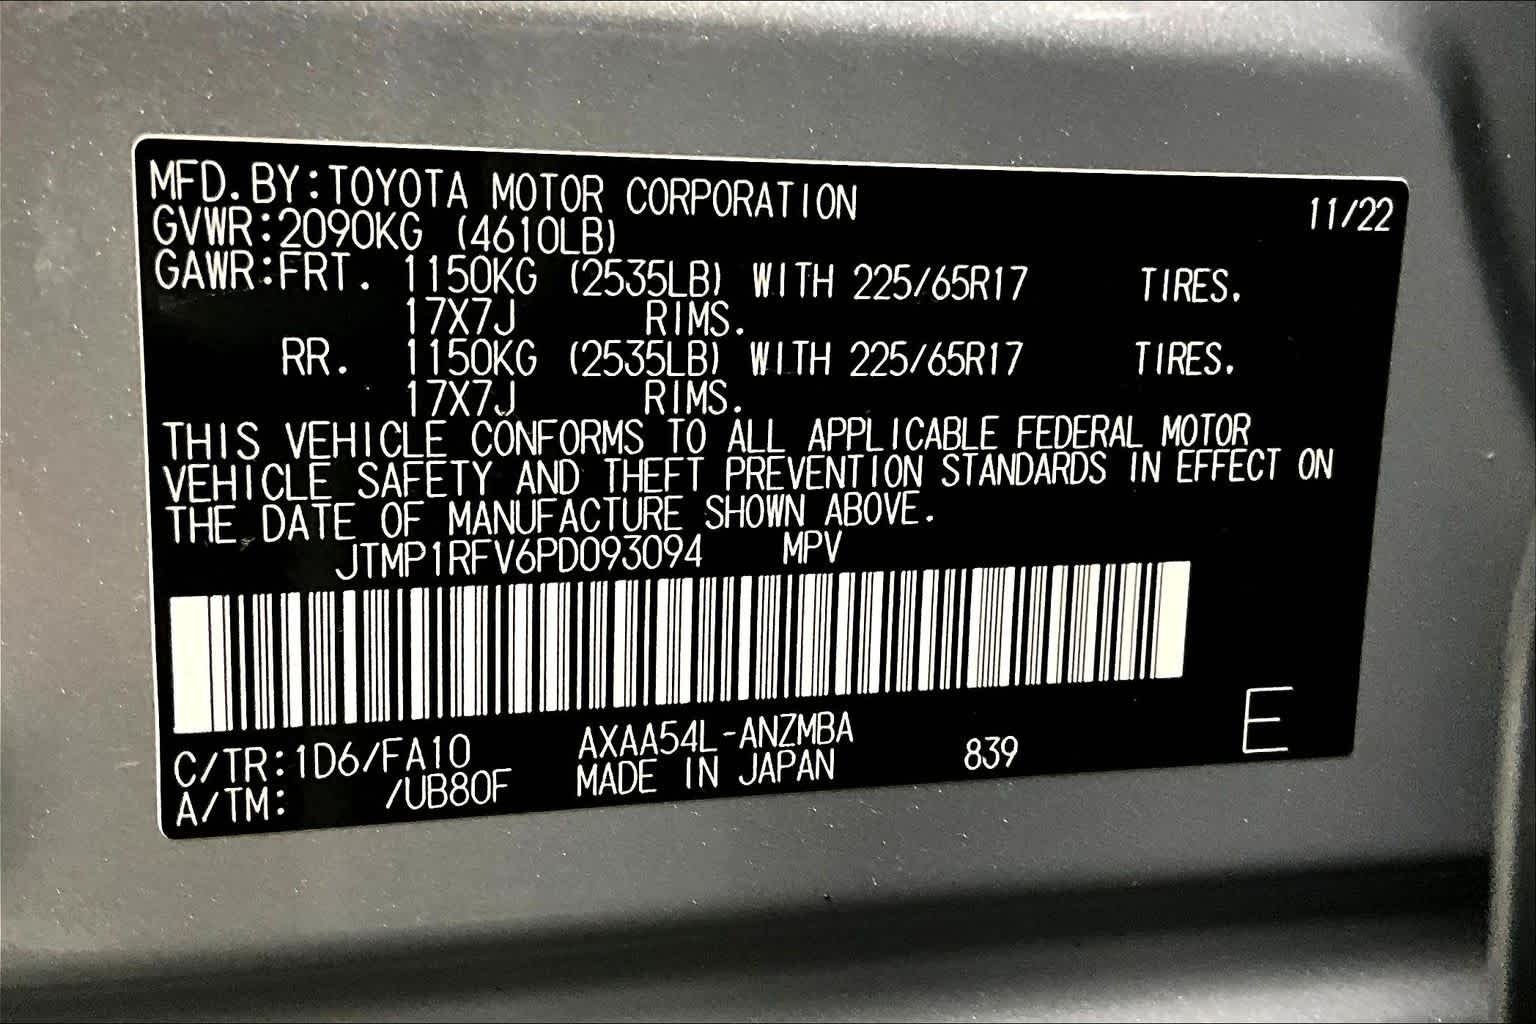 MFD.BY:TOYOTA MOTOR CORPORATION 11/22
GVWR:2090KG (4610LB)
GAWR:FRT. 1150KG (2535LB) WITH 225/65R17 TIRES.
17X7J RIMS.
RR. 1150KG (2535LB) WITH 225/65R17 TIRES.
17X7J RIMS.
THIS VEHICLE CONFORMS TO ALL APPLICABLE FEDERAL MOTOR
VEHICLE SAFETY AND THEFT PREVENTION STANDARDS IN EFFECT ON
THE DATE OF MANUFACTURE SHOWN ABOVE.
JTMP1RFV6PD093094 MPV
C/TR:1D6/FA10 AXAA54L-ANZMBA 839 E
A/TM: /UB80F MADE IN JAPAN